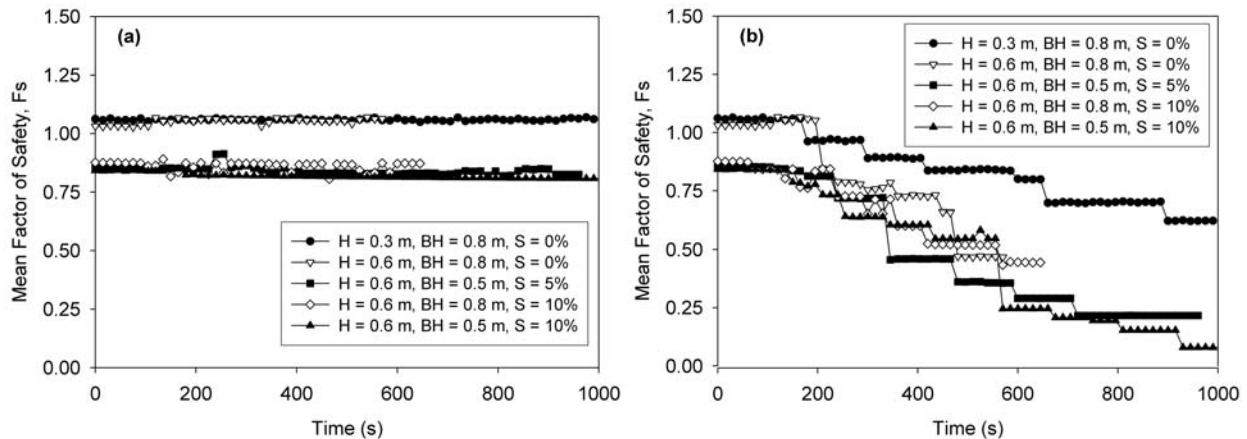 (a)
Mean Factor of Safety, Fs
1.50
1.25
1.00
0.75
0.50
0.25
0.00
H = 0.3 m, BH = 0.8 m, S = 0%
H = 0.6 m, BH = 0.8 m, S = 0%
H = 0.6 m, BH = 0.5 m, S = 5%
H = 0.6 m, BH = 0.8 m, S = 10%
H = 0.6 m, BH = 0.5 m, S = 10%
0 200 400 600 800 1000
Time (s)
(b)
Mean Factor of Safety, Fs
1.50
1.25
1.00
0.75
0.50
0.25
0.00
H = 0.3 m, BH = 0.8 m, S = 0%
H = 0.6 m, BH = 0.8 m, S = 0%
H = 0.6 m, BH = 0.5 m, S = 5%
H = 0.6 m, BH = 0.8 m, S = 10%
H = 0.6 m, BH = 0.5 m, S = 10%
0 200 400 600 800 1000
Time (s)